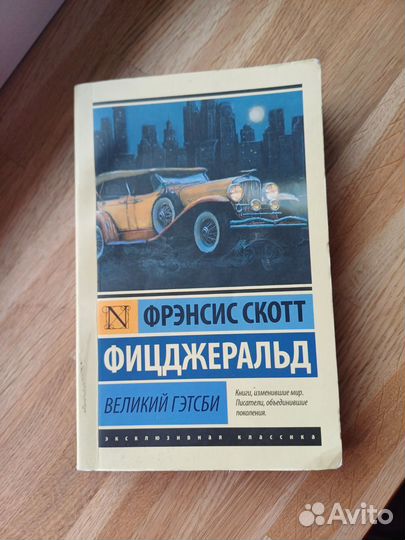 N
ФРЭНСИС СКОТТ
ФИЦДЖЕРАЛЬД
ВЕЛИКИЙ ГЭТСБИ
Книги, изменившие мир.
Писатели, объединившие
поколения.
эксклюзивная классика
Avito